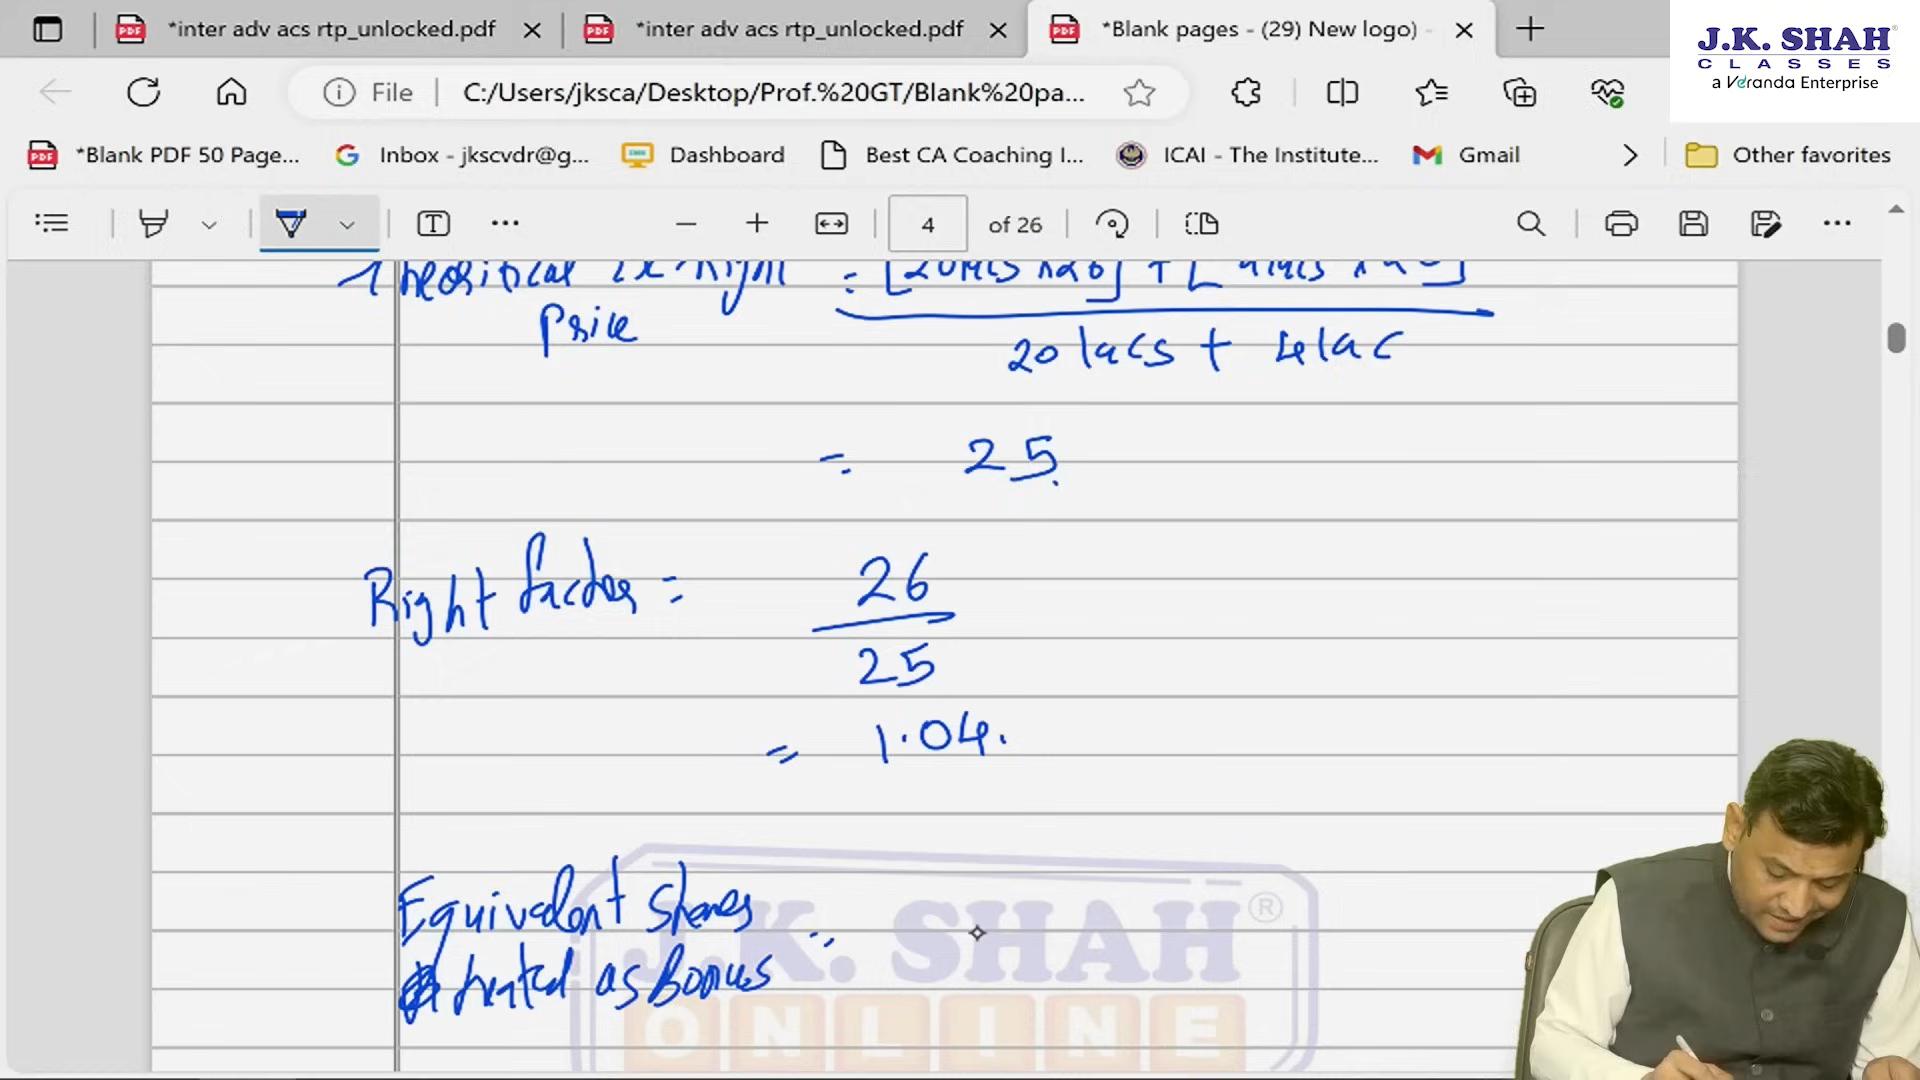 *inter adv acs rtp_unlocked.pdf
*inter adv acs rtp_unlocked.pdf
*Blank pages - (29) New logo) -
J.K. SHAH
CLASSES
a Veranda Enterprise
File
C:/Users/jksca/Desktop/Prof.%20GT/Blank%20pa...
*Blank PDF 50 Page...
Inbox - jkscvdr@g...
Dashboard
Best CA Coaching I...
ICAI - The Institute...
Gmail
Other favorites
4 of 26
Price
20 lacs + 4 lac
= 25.
Right factor = 26
25
= 1.04.
Equivalent shares =
treated as Bonus
J.K. SHAH®
ONLINE